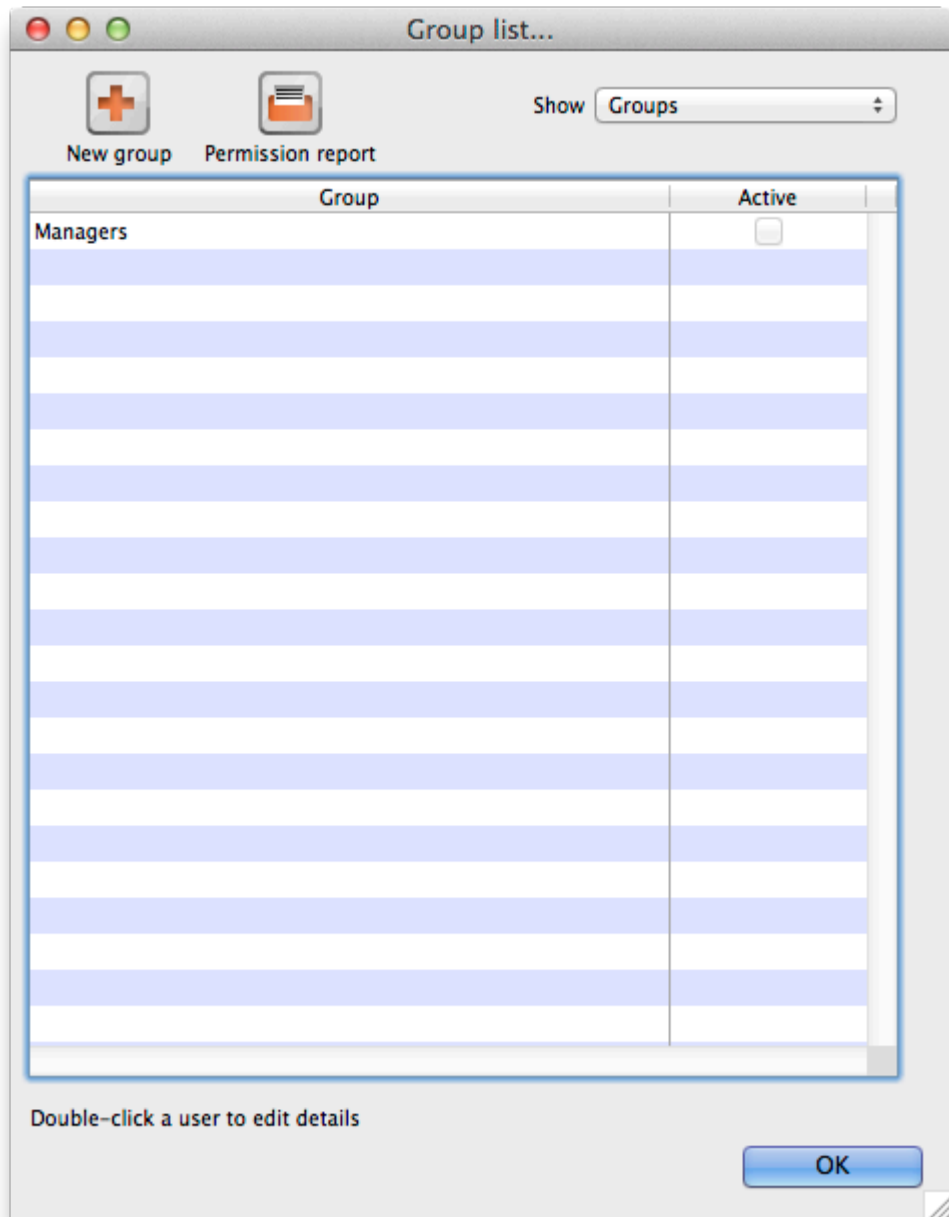 Group list...
Show Groups
New group Permission report
Group Active
Managers
Double-click a user to edit details
OK